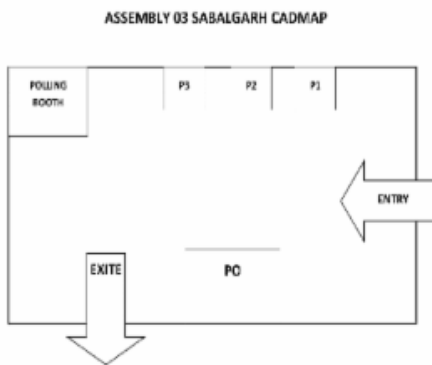 ASSEMBLY 03 SABALGARH CADMAP
POLLING
BOOTH
P3
P2
P1
ENTRY
EXITE
PO